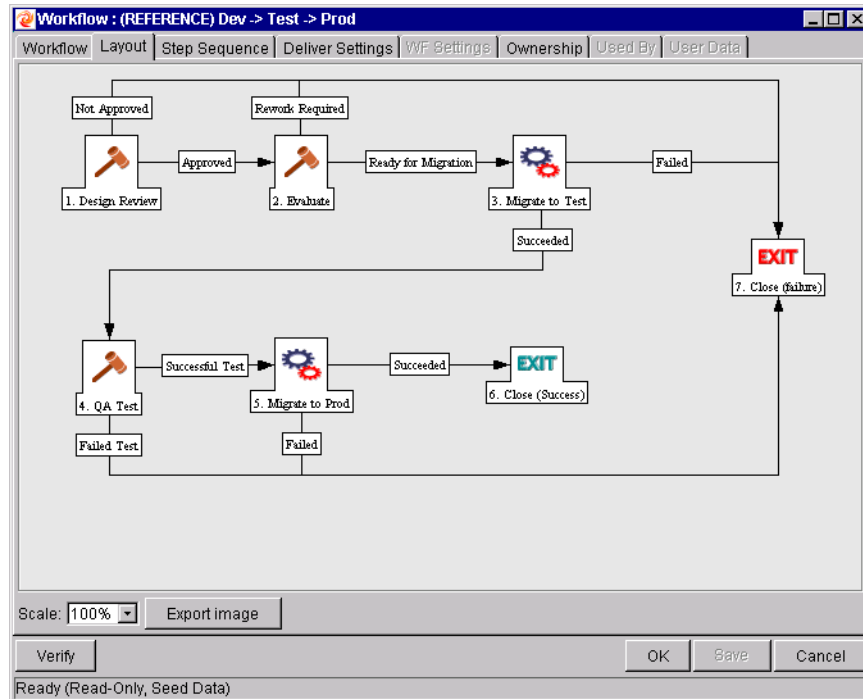 Workflow : (REFERENCE) Dev -> Test -> Prod
Workflow Layout Step Sequence Deliver Settings WF Settings Ownership Used By User Data
Not Approved Rework Required
Approved Ready for Migration Failed
1. Design Review 2. Evaluate 3. Migrate to Test
Succeeded
EXIT
7. Close (failure)
Successful Test Succeeded EXIT
4. QA Test 5. Migrate to Prod 6. Close (Success)
Failed Test Failed
Scale: 100% Export image
Verify OK Save Cancel
Ready (Read-Only, Seed Data)